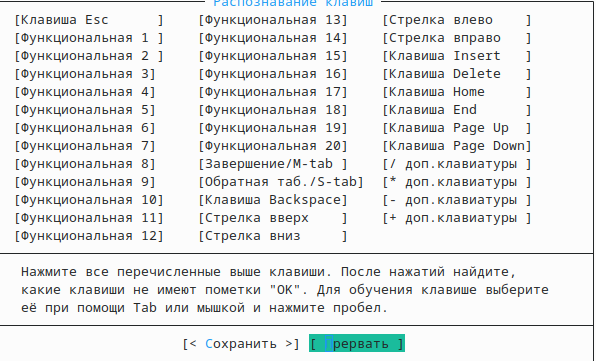 Распознавание клавиш
[Клавиша Esc      ]    [Функциональная 13]    [Стрелка влево    ]
[Функциональная 1 ]    [Функциональная 14]    [Стрелка вправо   ]
[Функциональная 2 ]    [Функциональная 15]    [Клавиша Insert   ]
[Функциональная 3]     [Функциональная 16]    [Клавиша Delete   ]
[Функциональная 4]     [Функциональная 17]    [Клавиша Home     ]
[Функциональная 5]     [Функциональная 18]    [Клавиша End      ]
[Функциональная 6]     [Функциональная 19]    [Клавиша Page Up  ]
[Функциональная 7]     [Функциональная 20]    [Клавиша Page Down]
[Функциональная 8]     [Завершение/M-tab ]    [/ доп.клавиатуры ]
[Функциональная 9]     [Обратная таб./S-tab]  [* доп.клавиатуры ]
[Функциональная 10]    [Клавиша Backspace]    [- доп.клавиатуры ]
[Функциональная 11]    [Стрелка вверх    ]    [+ доп.клавиатуры ]
[Функциональная 12]    [Стрелка вниз     ]
Нажмите все перечисленные выше клавиши. После нажатий найдите,
какие клавиши не имеют пометки "OK". Для обучения клавише выберите
её при помощи Tab или мышкой и нажмите пробел.
[< Сохранить >] [ Прервать ]